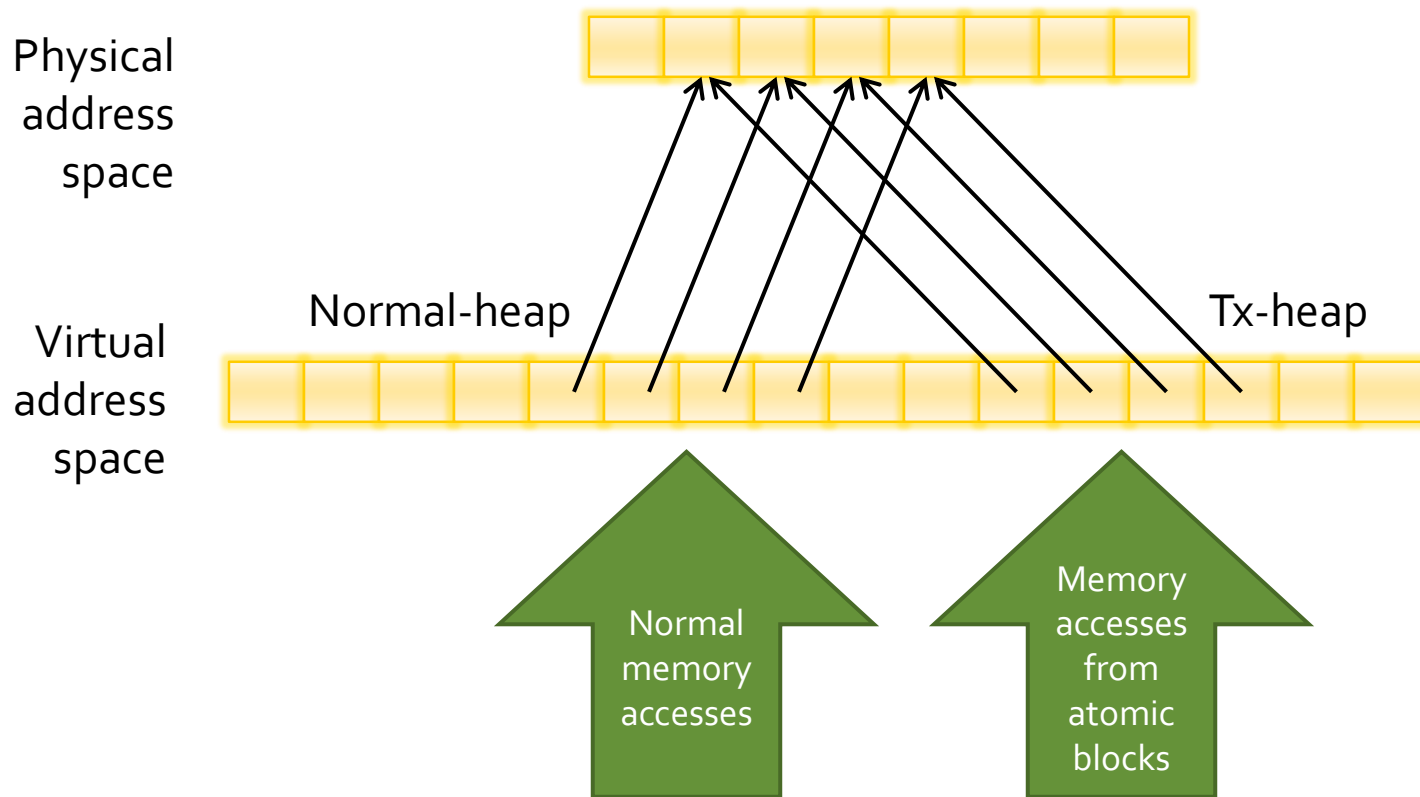 Physical
address
space
Normal-heap
Tx-heap
Virtual
address
space
Normal
memory
accesses
Memory
accesses
from
atomic
blocks